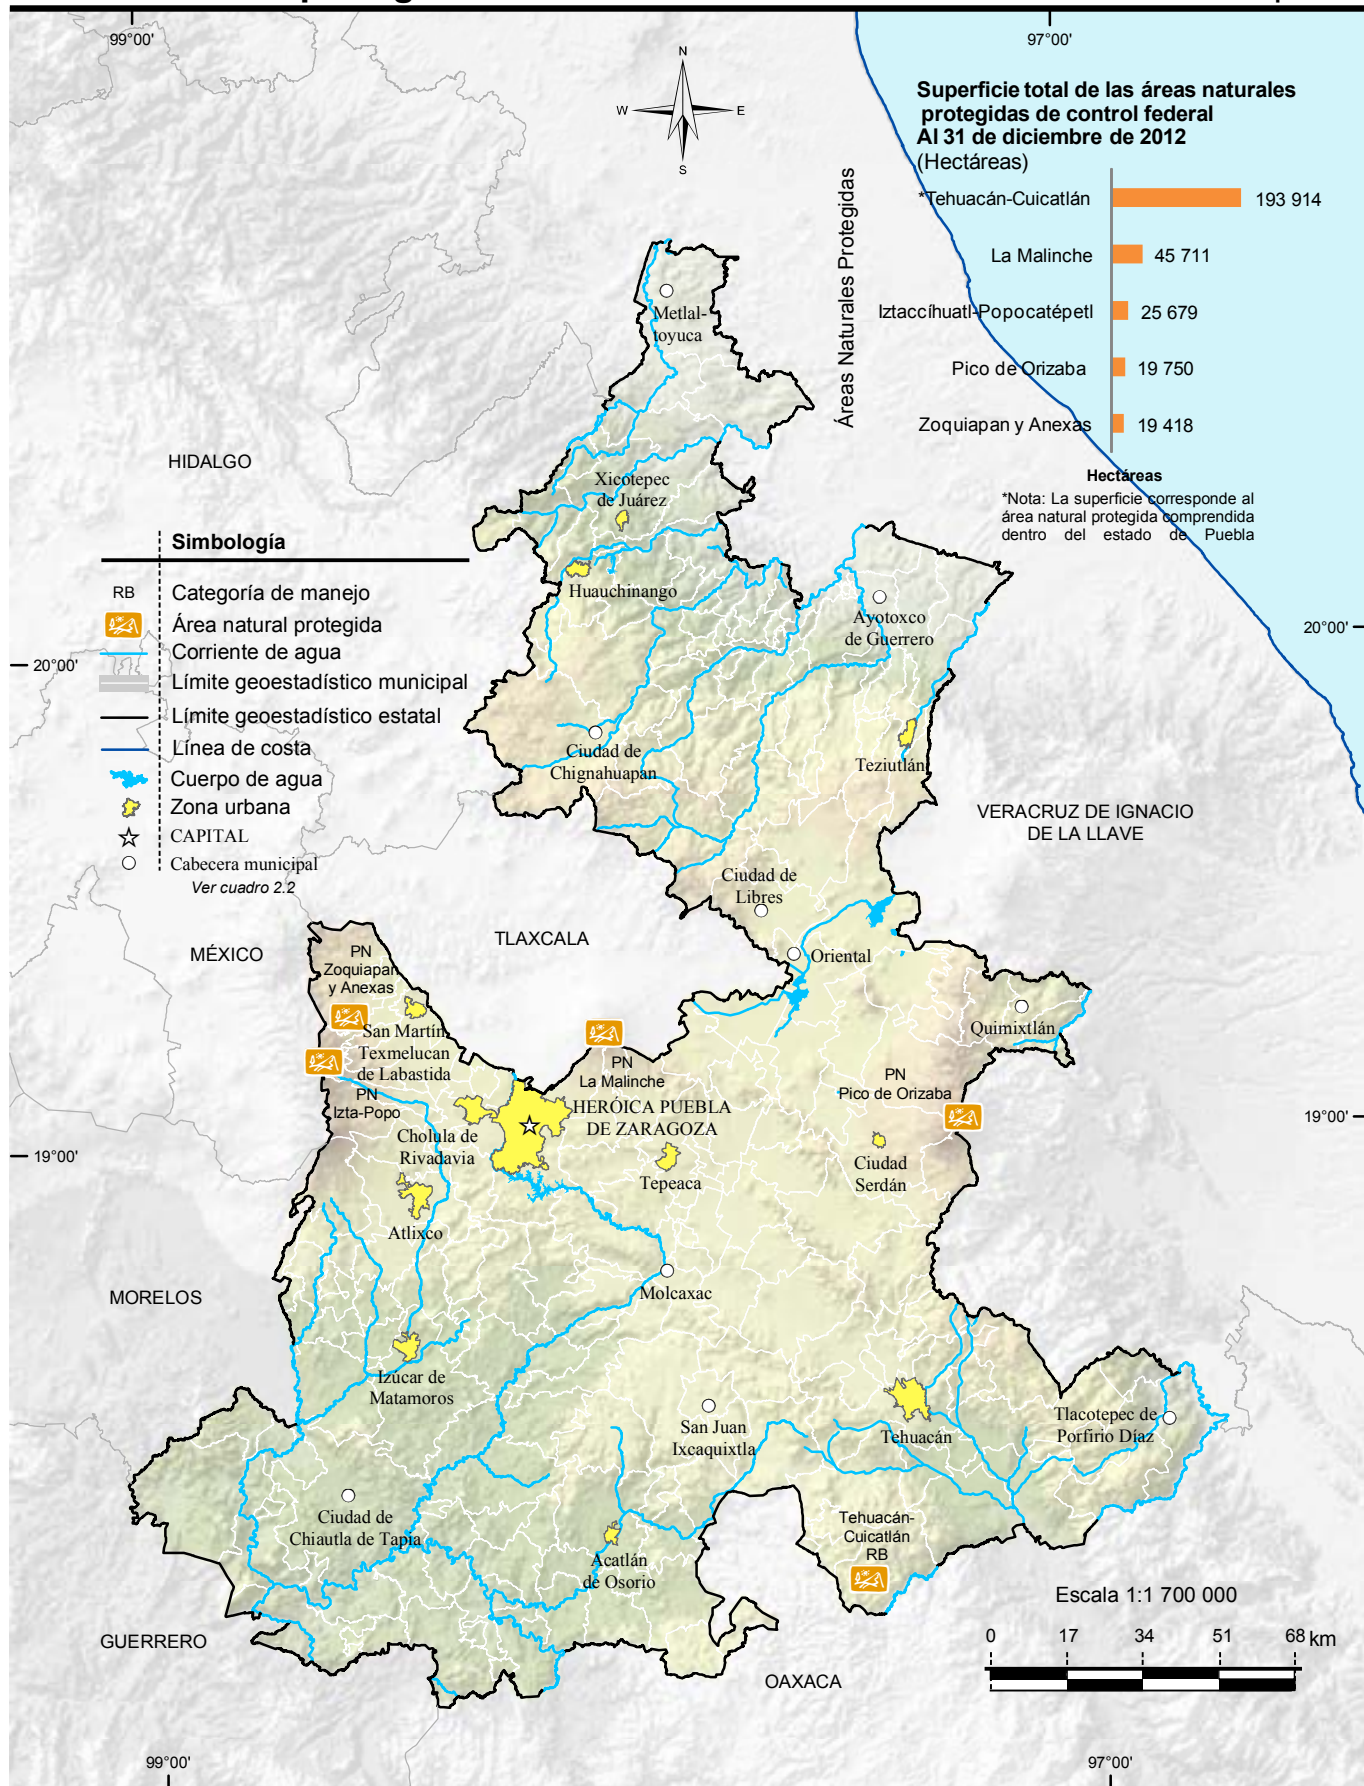 99°00'
97°00'
N
W
E
S
Superficie total de las áreas naturales
protegidas de control federal
Al 31 de diciembre de 2012
(Hectáreas)
Áreas Naturales Protegidas
*Tehuacán-Cuicatlán
193 914
La Malinche
45 711
Iztaccíhuatl-Popocatépetl
25 679
Pico de Orizaba
19 750
Zoquiapan y Anexas
19 418
Hectáreas
*Nota: La superficie corresponde al
área natural protegida comprendida
dentro del estado de Puebla
Metlal-
toyuca
HIDALGO
Xicotepec
de Juárez
Huauchinango
Ayotoxco
de Guerrero
20°00'
20°00'
Simbología
RB
Categoría de manejo
Área natural protegida
Corriente de agua
Límite geoestadístico municipal
Límite geoestadístico estatal
Línea de costa
Cuerpo de agua
Zona urbana
CAPITAL
Cabecera municipal
Ver cuadro 2.2
Ciudad de
Chignahuapan
Teziutlán
VERACRUZ DE IGNACIO
DE LA LLAVE
Ciudad de
Libres
TLAXCALA
MÉXICO
Oriental
PN
Zoquiapan
y Anexas
San Martín
Texmelucan
de Labastida
Quimixtlán
PN
La Malinche
PN
Pico de Orizaba
PN
Izta-Popo
HERÓICA PUEBLA
DE ZARAGOZA
19°00'
19°00'
Cholula de
Rivadavia
Tepeaca
Ciudad
Serdán
Atlixco
Molcaxac
MORELOS
Izúcar de
Matamoros
San Juan
Ixcaquixtla
Tehuacán
Tlacotepec de
Porfirio Díaz
Ciudad de
Chiautla de Tapia
Tehuacán-
Cuicatlán
RB
Acatlán
de Osorio
Escala 1:1 700 000
0
17
34
51
68 km
GUERRERO
OAXACA
99°00'
97°00'